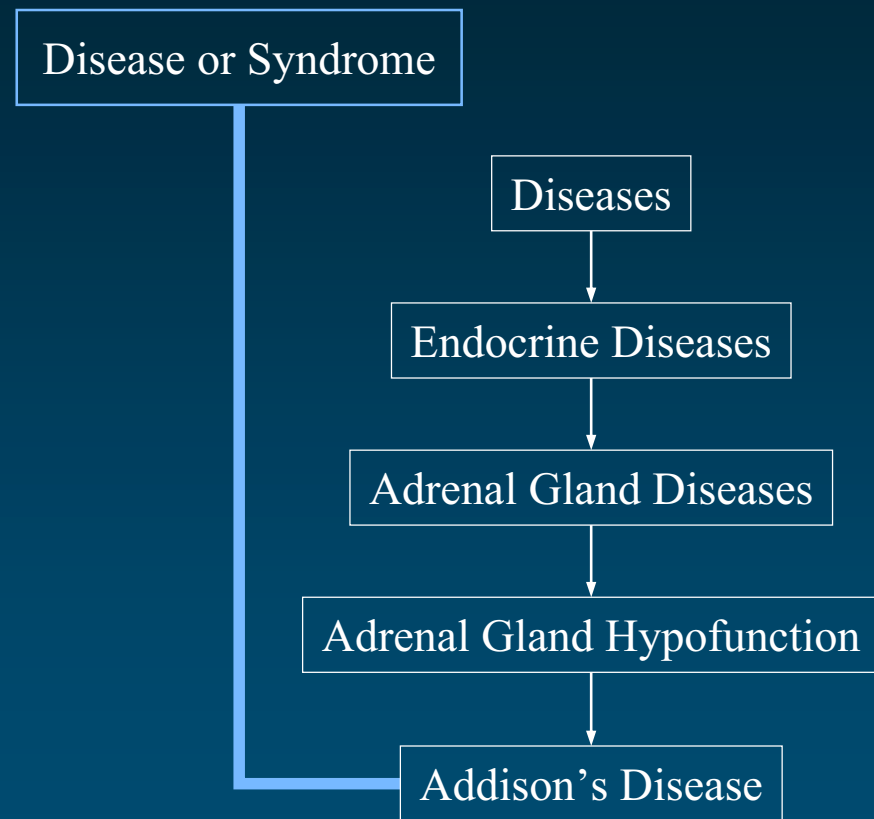 Disease or Syndrome
Diseases
Endocrine Diseases
Adrenal Gland Diseases
Adrenal Gland Hypofunction
Addison’s Disease